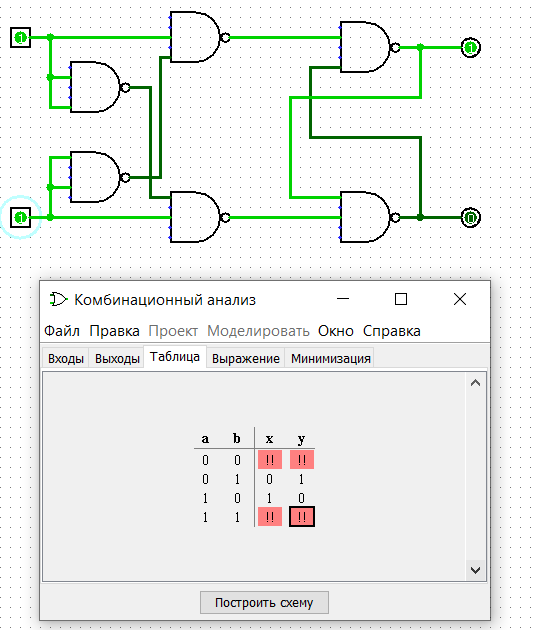 1
1
1
0
Комбинационный анализ
Файл Правка Проект Моделировать Окно Справка
Входы Выходы Таблица Выражение Минимизация
a b x y
0 0 !! !!
0 1 0 1
1 0 1 0
1 1 !! !!
Построить схему